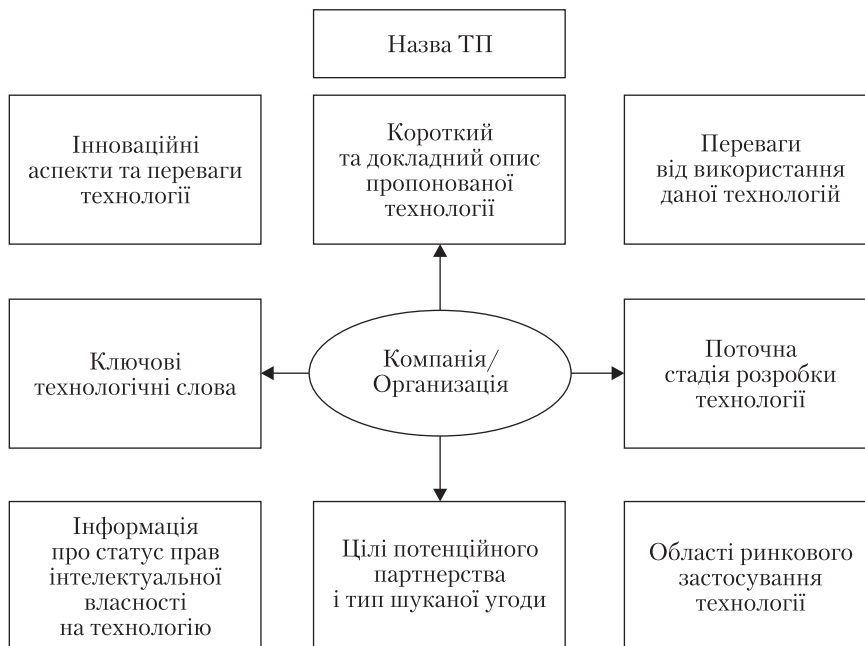 Назва ТП
Інноваційні
аспекти та переваги
технології
Короткий
та докладний опис
пропонованої
технології
Переваги
від використання
даної технологій
Ключові
технологічні слова
Компанія/
Организація
Поточна
стадія розробки
технології
Інформація
про статус прав
інтелектуальної
власності
на технологію
Цілі потенційного
партнерства
і тип шуканої угоди
Області ринкового
застосування
технології